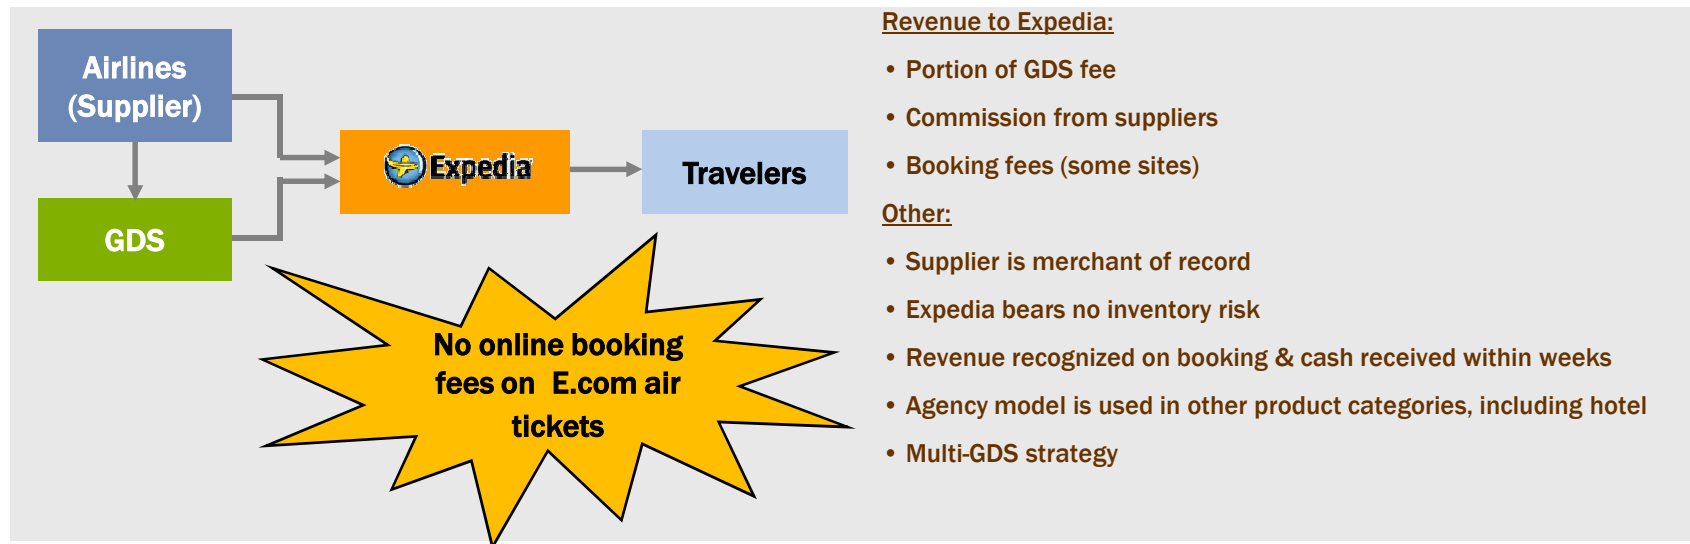 Airlines
(Supplier)
GDS
Expedia
Travelers
No online booking
fees on E.com air
tickets
Revenue to Expedia:
• Portion of GDS fee
• Commission from suppliers
• Booking fees (some sites)
Other:
• Supplier is merchant of record
• Expedia bears no inventory risk
• Revenue recognized on booking & cash received within weeks
• Agency model is used in other product categories, including hotel
• Multi-GDS strategy